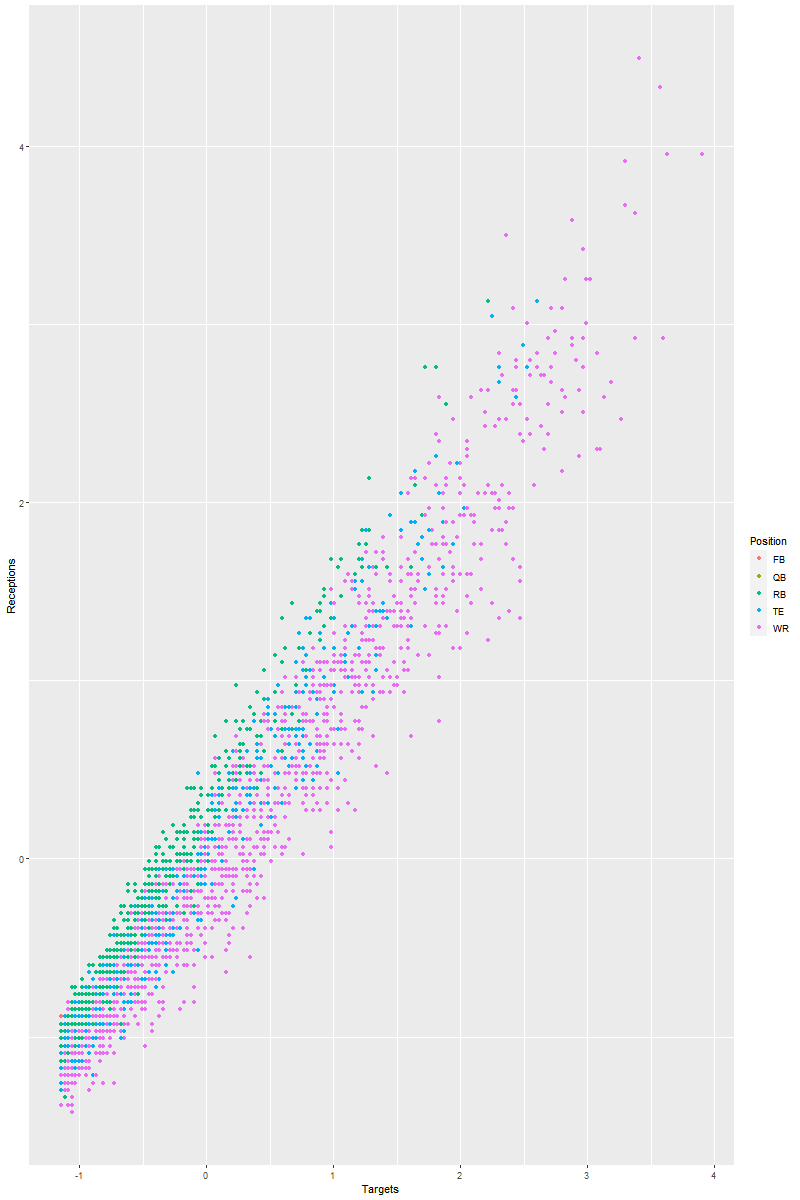 4
2
0
Receptions
-1
0
1
2
3
4
Targets
Position
FB
QB
RB
TE
WR